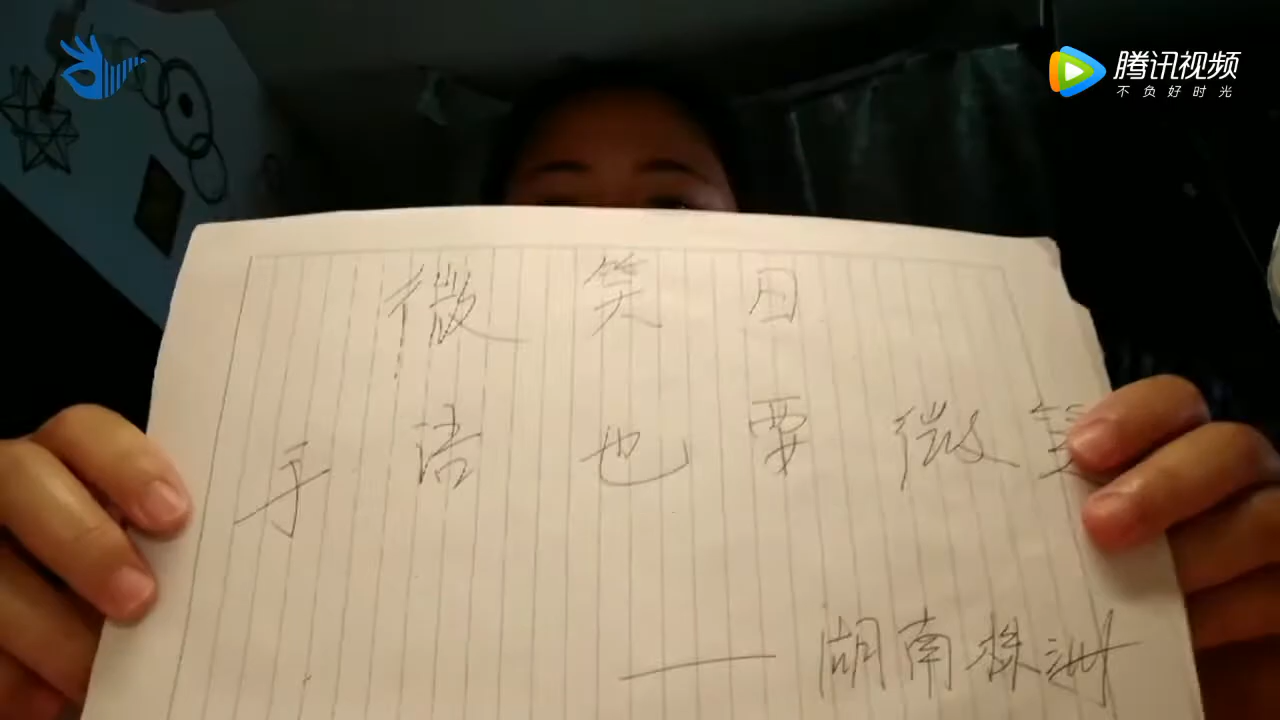 腾讯视频
不负好时光
微笑日
手语也要微笑
——湖南株洲